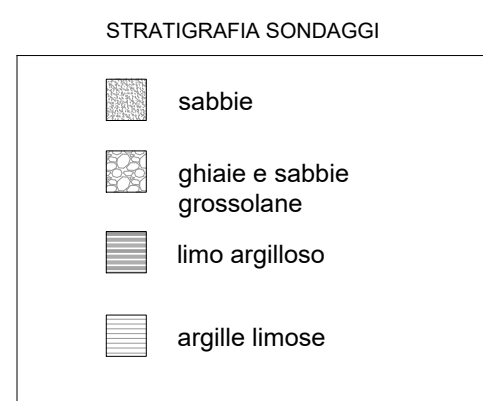 STRATIGRAFIA SONDAGGI
sabbie
ghiaie e sabbie
grossolane
limo argilloso
argille limose